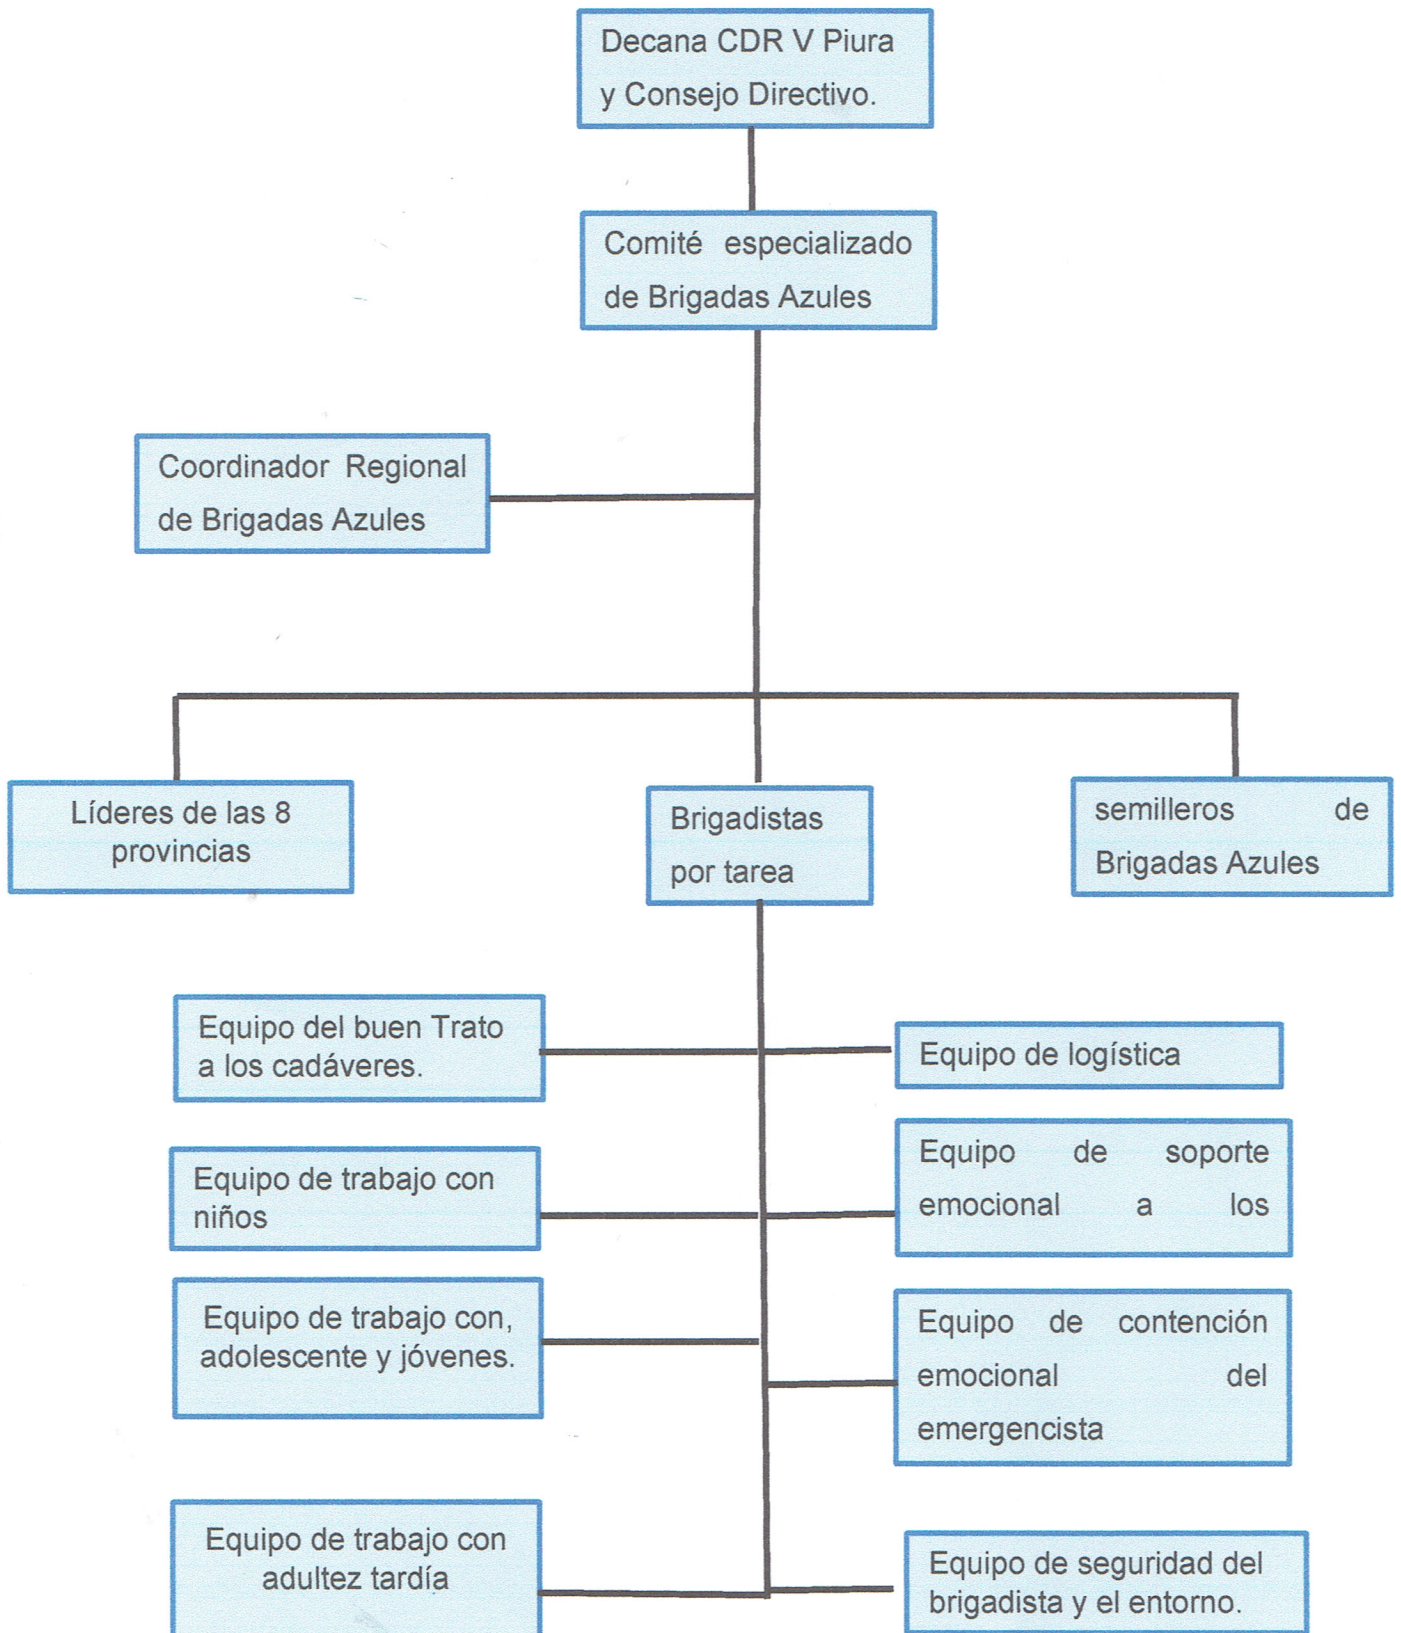 Decana CDR V Piura
y Consejo Directivo.
Comité especializado
de Brigadas Azules
Coordinador Regional
de Brigadas Azules
Líderes de las 8
provincias
Brigadistas
por tarea
semilleros de
Brigadas Azules
Equipo del buen Trato
a los cadáveres.
Equipo de logística
Equipo de trabajo con
niños
Equipo de soporte
emocional a los
Equipo de trabajo con,
adolescente y jóvenes.
Equipo de contención
emocional del
emergencista
Equipo de trabajo con
adultez tardía
Equipo de seguridad del
brigadista y el entorno.